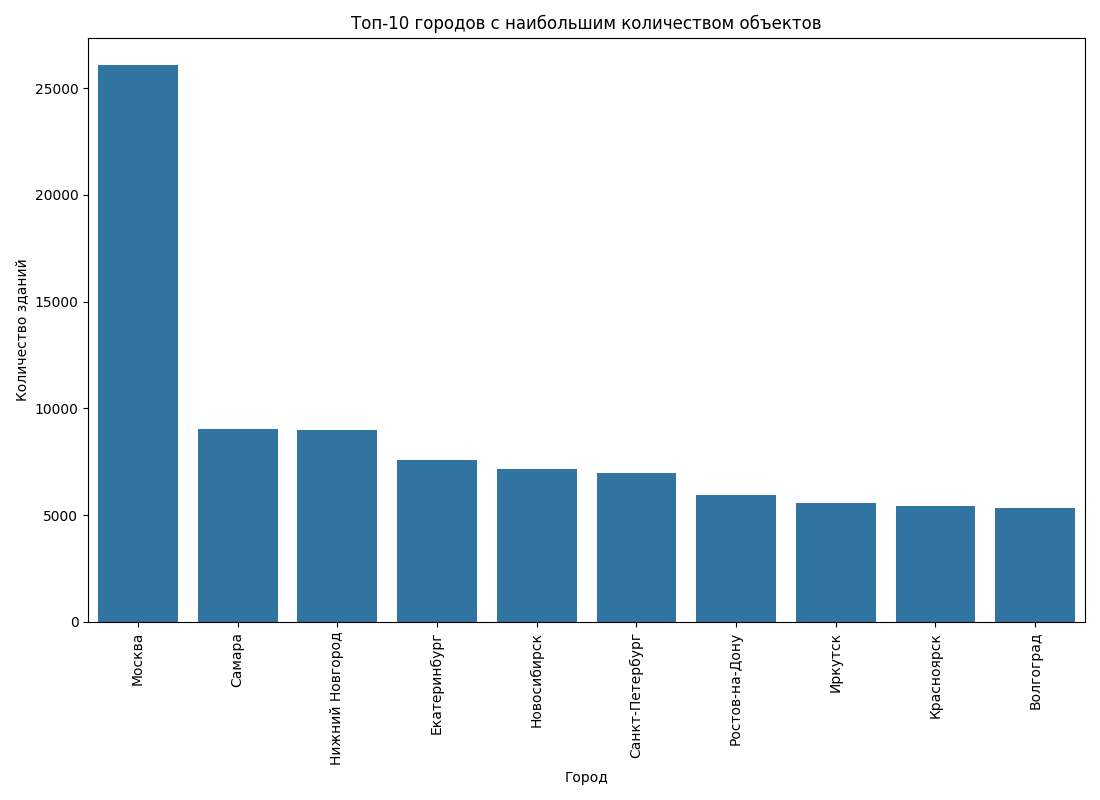 Топ-10 городов с наибольшим количеством объектов
Количество зданий
25000
20000
15000
10000
5000
0
Москва
Самара
Нижний Новгород
Екатеринбург
Новосибирск
Санкт-Петербург
Ростов-на-Дону
Иркутск
Красноярск
Волгоград
Город